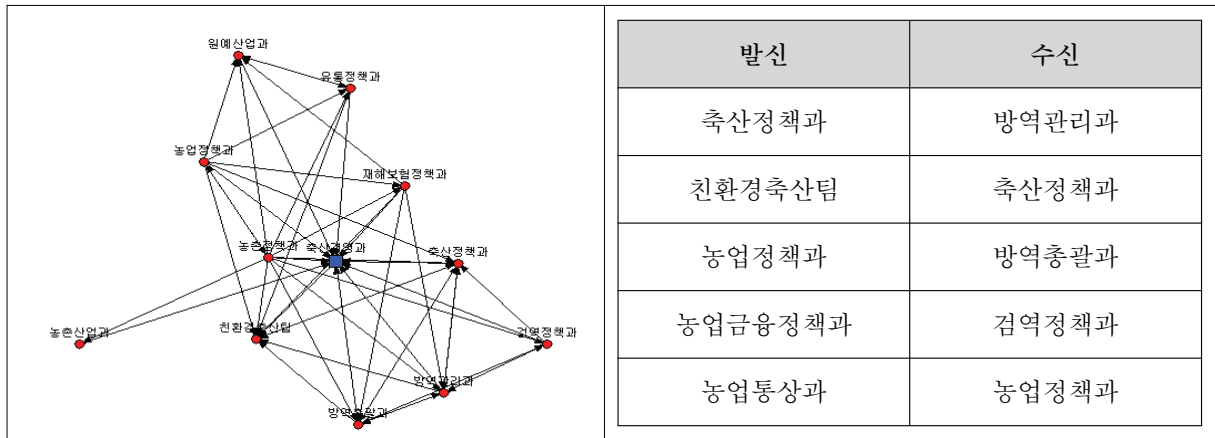 원예산업과
유통정책과
농업정책과
재해보험정책과
농촌정책과 축산경영과 축산정책과
농촌산업과 친환경축산팀 검역정책과
방역관리과
방역총괄과
발신 수신
축산정책과 방역관리과
친환경축산팀 축산정책과
농업정책과 방역총괄과
농업금융정책과 검역정책과
농업통상과 농업정책과